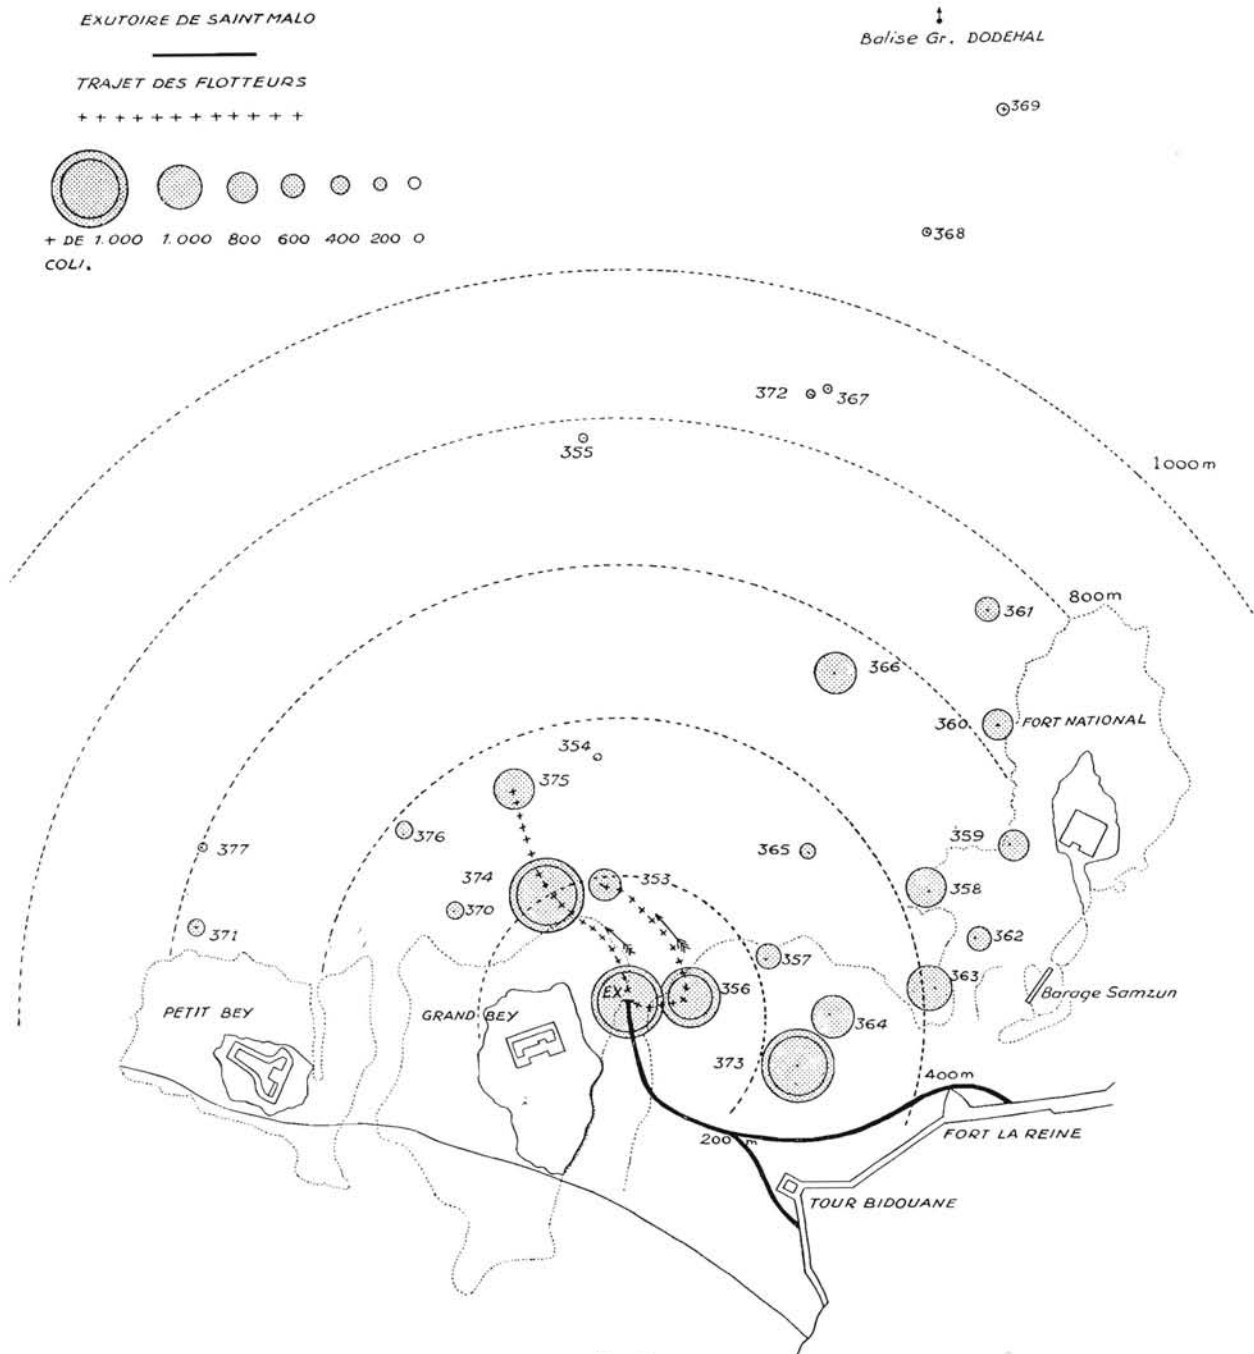 EXUTOIRE DE SAINT MALO
TRAJET DES FLOTTEURS
+ DE 1.000 1.000 800 600 400 200 0
COLI.
Balise Gr. DODEHAL
369
368
372 367
355
1000m
361
800m
366
360 FORT NATIONAL
354
375
376
377
365
359
374
353
358
370
371
362
357
363
EX 356
Barage Samzun
PETIT BEY
GRAND BEY
364
373
400m
200 m
FORT LA REINE
TOUR BIDOUANE